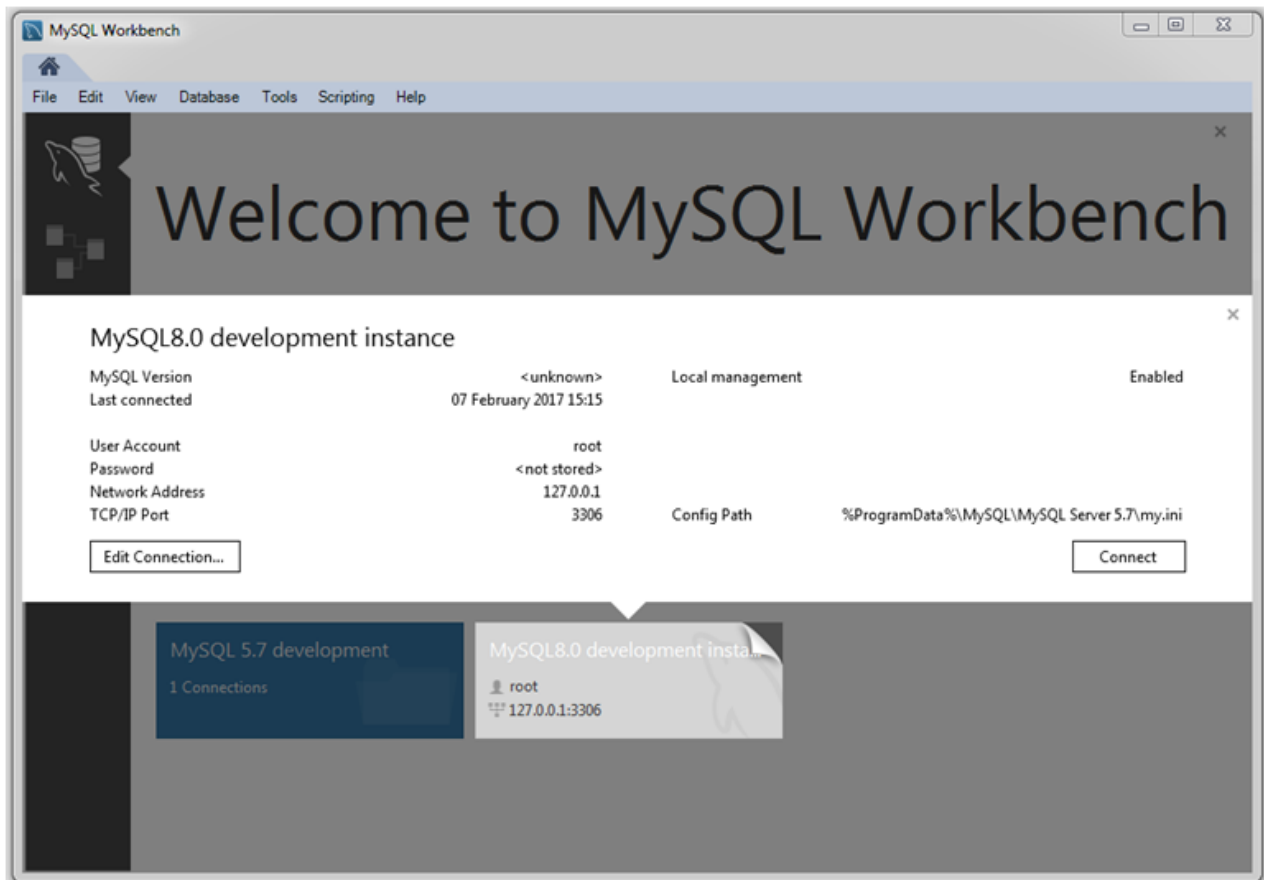 MySQL Workbench
File Edit View Database Tools Scripting Help
Welcome to MySQL Workbench
MySQL8.0 development instance
MySQL Version <unknown> Local management Enabled
Last connected 07 February 2017 15:15
User Account root
Password <not stored>
Network Address 127.0.0.1
TCP/IP Port 3306 Config Path %ProgramData%\MySQL\MySQL Server 5.7\my.ini
Edit Connection... Connect
MySQL 5.7 development MySQL8.0 development insta...
1 Connections root
127.0.0.1:3306